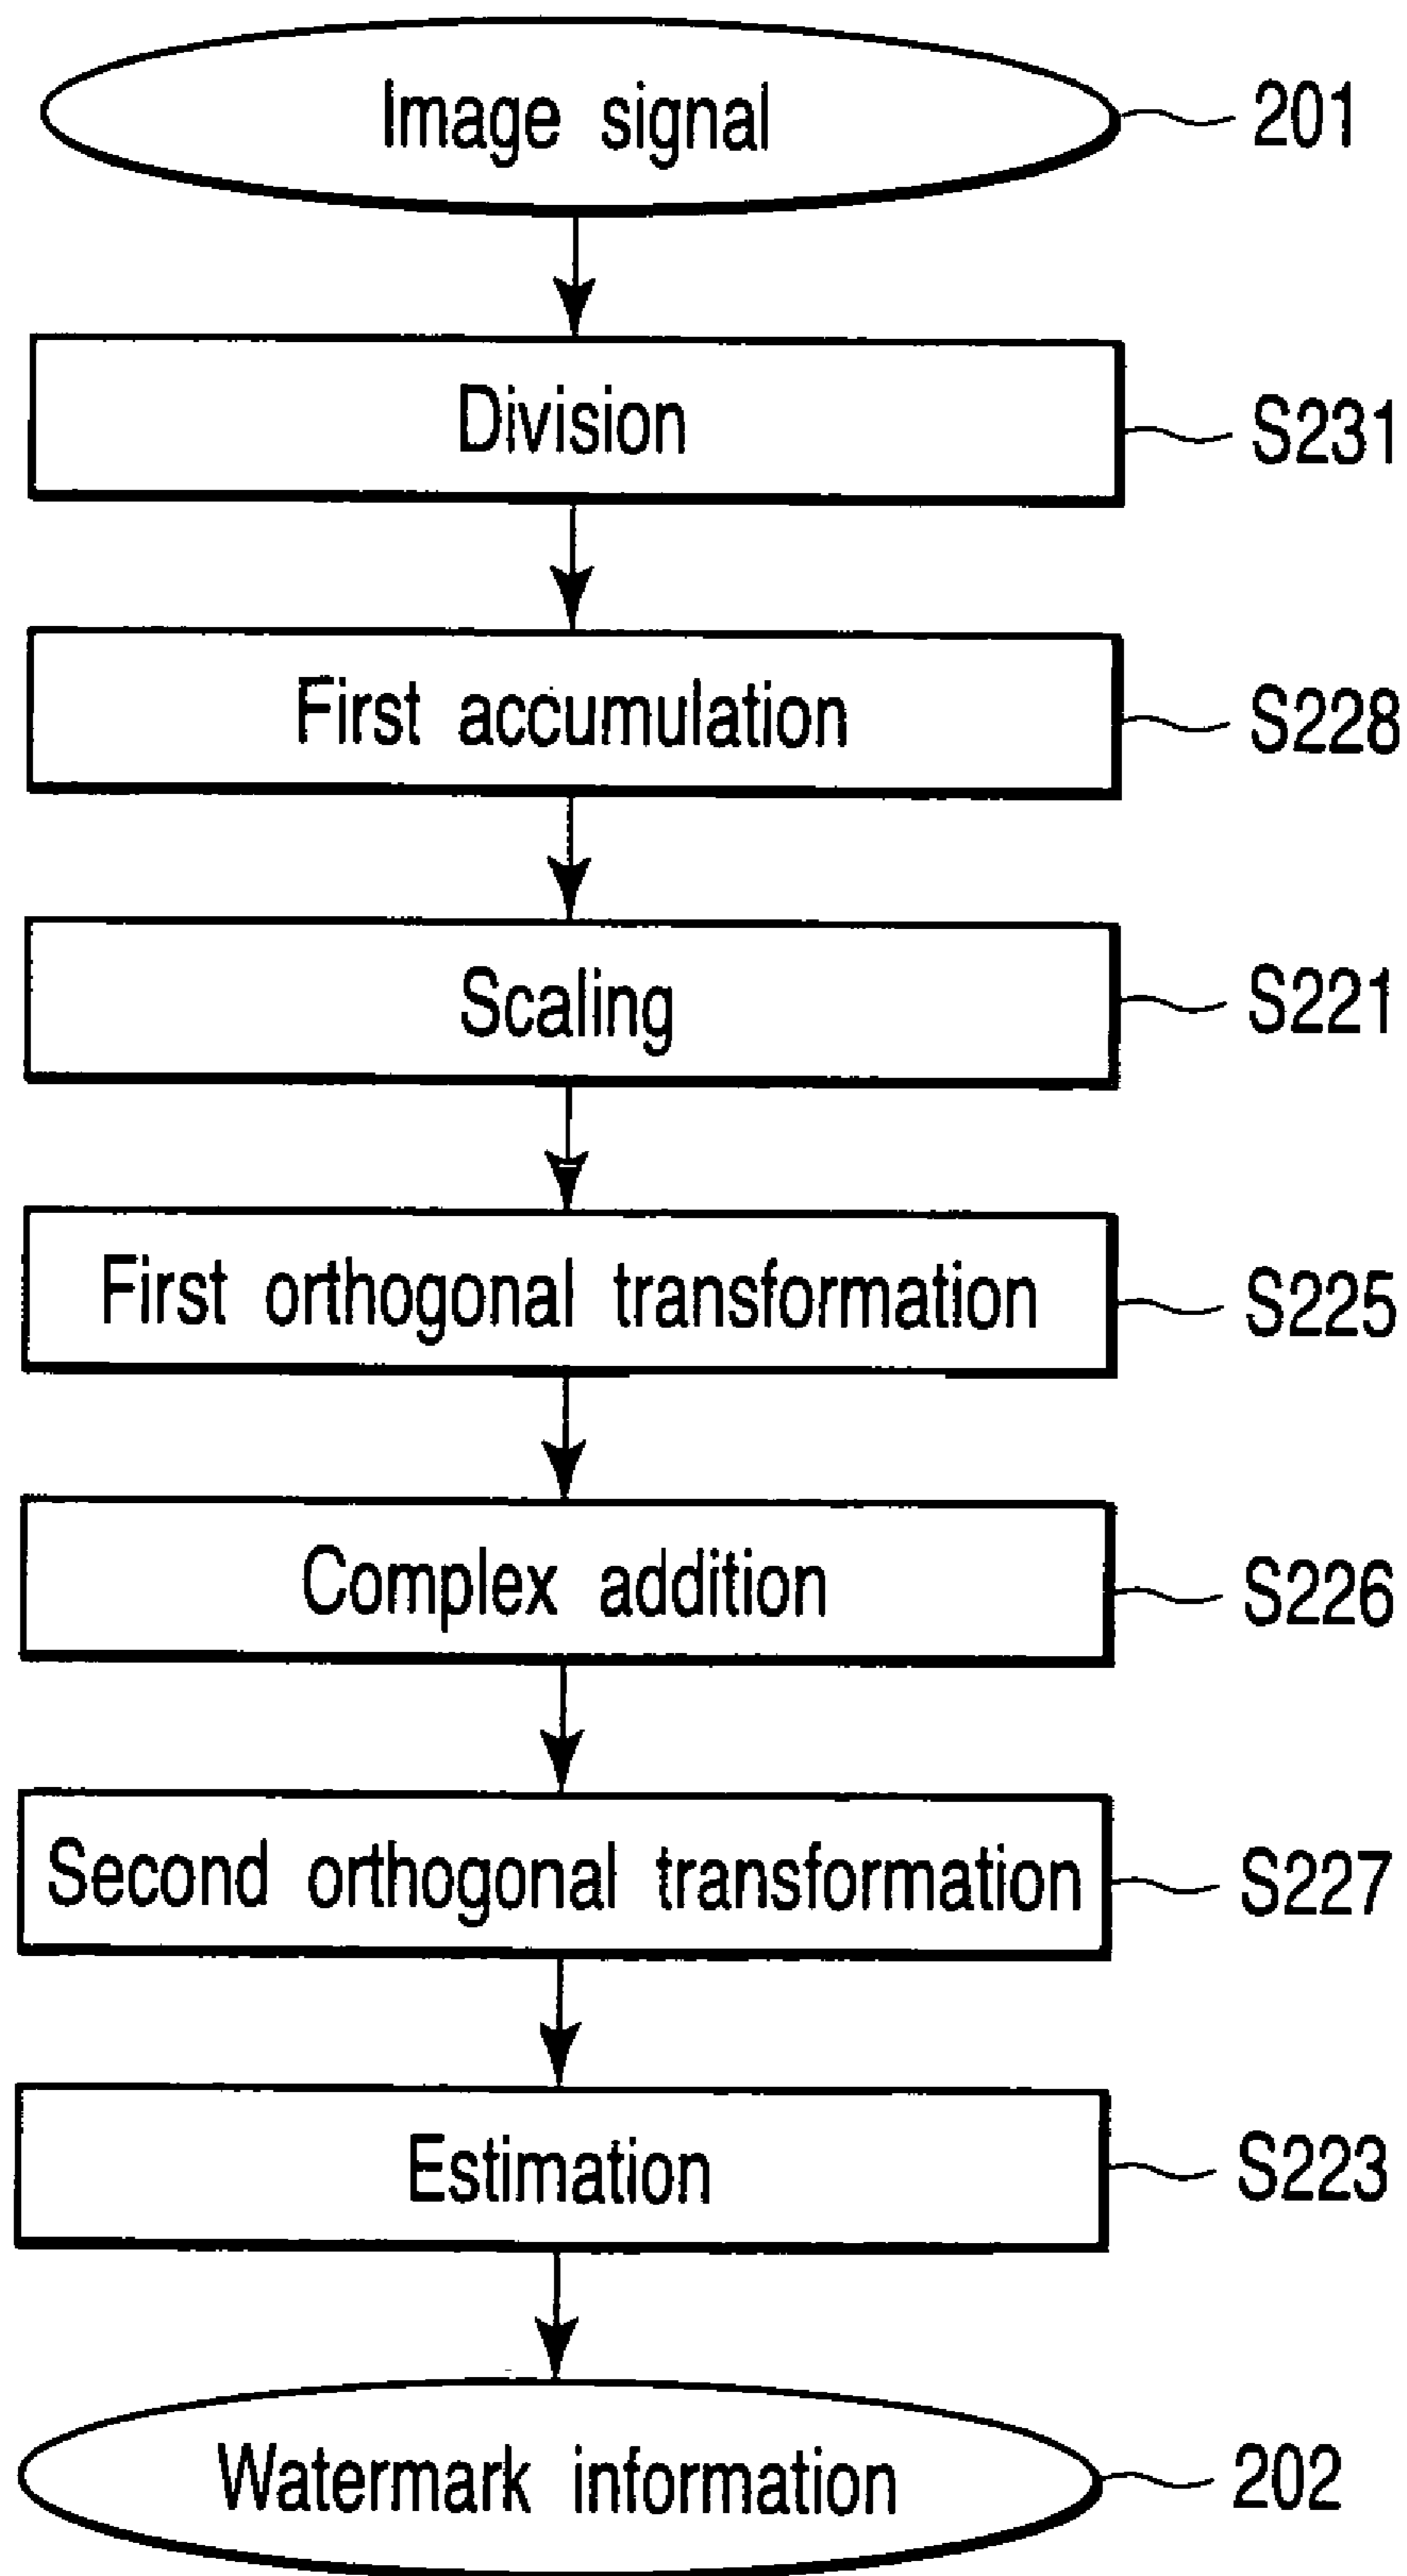 Image signal 201
Division S231
First accumulation S228
Scaling S221
First orthogonal transformation S225
Complex addition S226
Second orthogonal transformation S227
Estimation S223
Watermark information 202